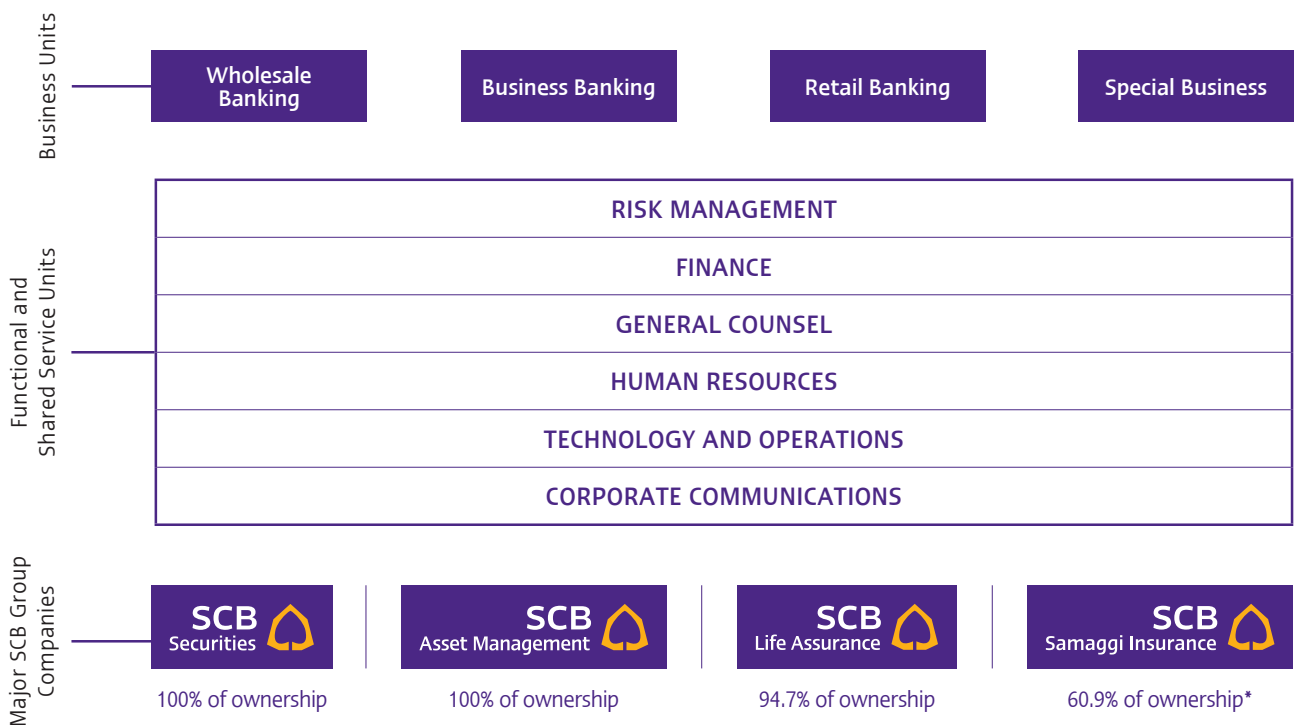 Business Units
Wholesale
Banking
Business Banking
Retail Banking
Special Business
Functional and
Shared Service Units
RISK MANAGEMENT
FINANCE
GENERAL COUNSEL
HUMAN RESOURCES
TECHNOLOGY AND OPERATIONS
CORPORATE COMMUNICATIONS
Major SCB Group
Companies
SCB
Securities
100% of ownership
SCB
Asset Management
100% of ownership
SCB
Life Assurance
94.7% of ownership
SCB
Samaggi Insurance
60.9% of ownership*